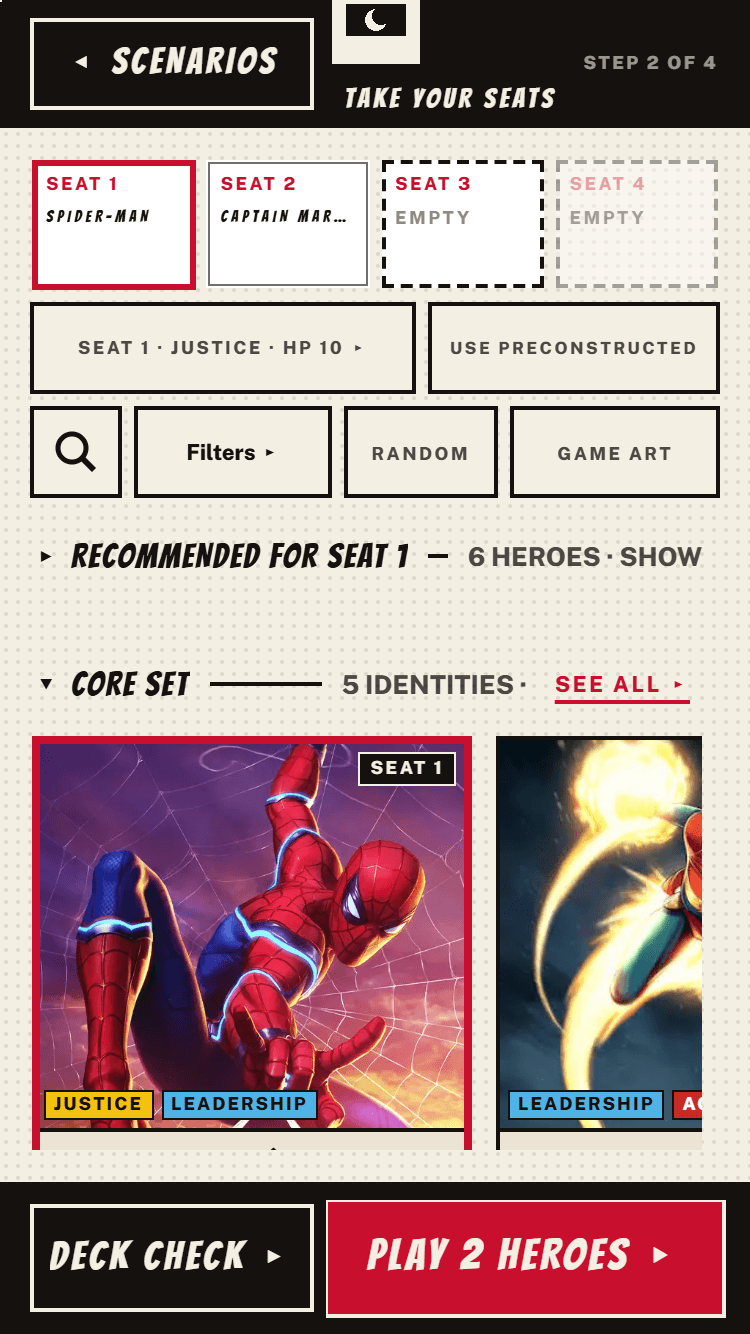 ◂ SCENARIOS
STEP 2 OF 4
TAKE YOUR SEATS
SEAT 1
SPIDER-MAN
SEAT 2
CAPTAIN MAR…
SEAT 3
EMPTY
SEAT 4
EMPTY
SEAT 1 · JUSTICE · HP 10 ▸
USE PRECONSTRUCTED
Filters ▸
RANDOM
GAME ART
▸ RECOMMENDED FOR SEAT 1 — 6 HEROES · SHOW
▾ CORE SET — 5 IDENTITIES · SEE ALL ▸
SEAT 1
JUSTICE LEADERSHIP
LEADERSHIP
DECK CHECK ▸
PLAY 2 HEROES ▸